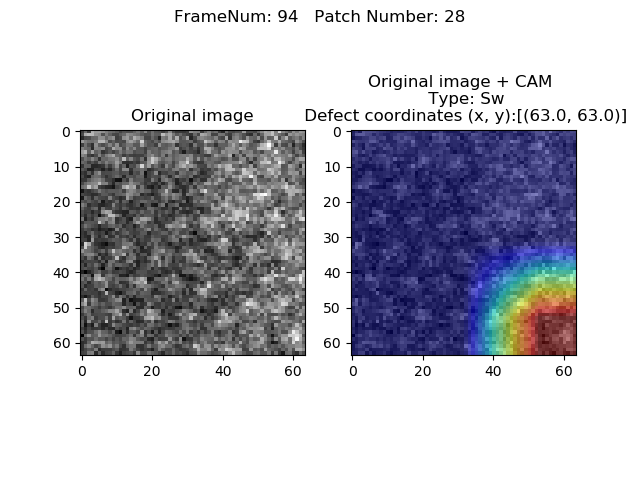 FrameNum: 94   Patch Number: 28
Original image
Original image + CAM
Type: Sw
Defect coordinates (x, y):[(63.0, 63.0)]
0
10
20
30
40
50
60
0 20 40 60
0
10
20
30
40
50
60
0 20 40 60